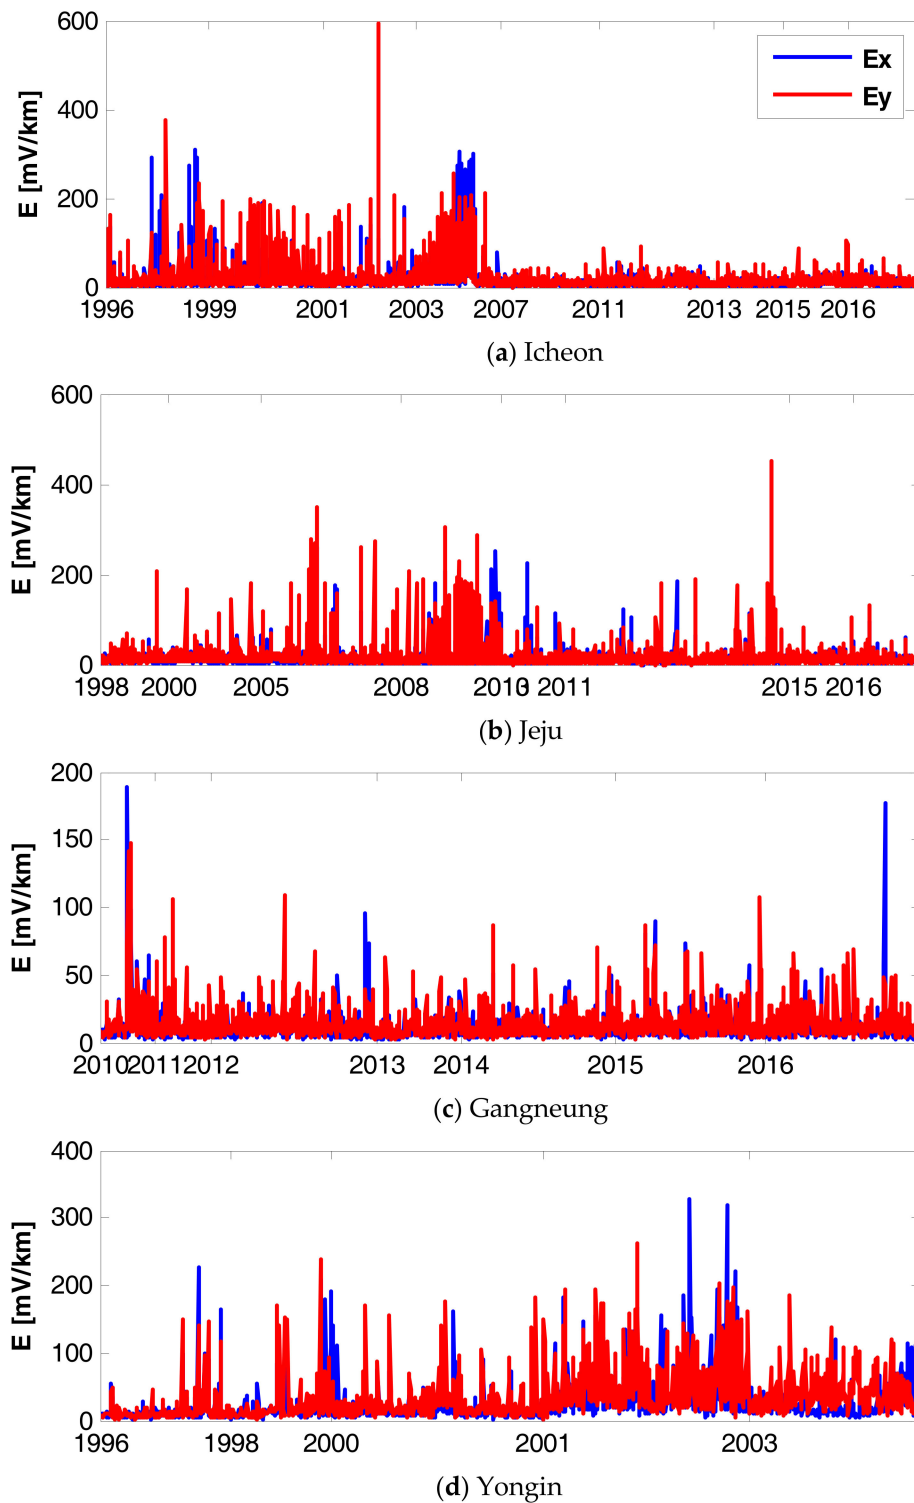 600
400
200
0
E [mV/km]
Ex
Ey
1996 1999 2001 2003 2007 2011 2013 2015 2016
(a) Icheon
600
400
200
0
E [mV/km]
1998 2000 2005 2008 2010 2011 2015 2016
(b) Jeju
200
150
100
50
0
E [mV/km]
2010 2011 2012 2013 2014 2015 2016
(c) Gangneung
400
300
200
100
0
E [mV/km]
1996 1998 2000 2001 2003
(d) Yongin